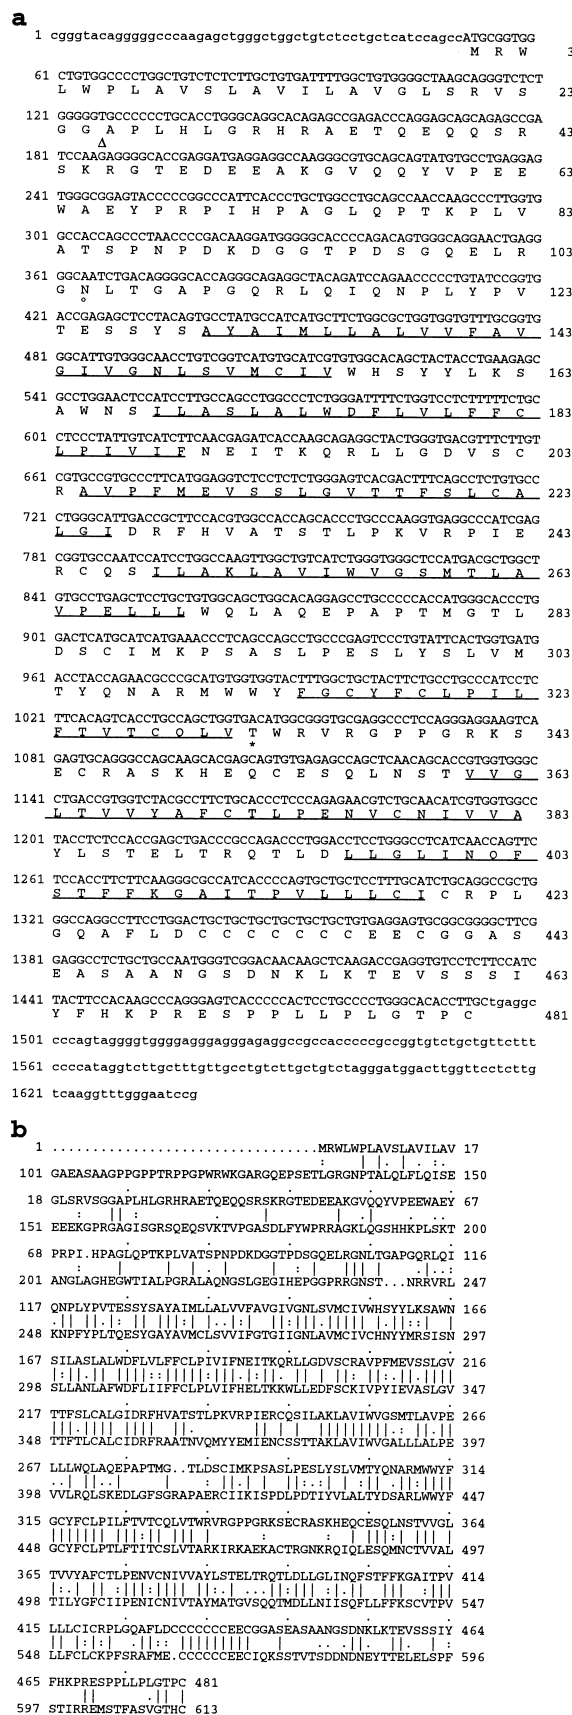 a
1 cgggtacagggggcccaagagctgggctggctgtctcctgctcatccagccATGCGGTGG
M R W 3
61 CTGTGGCCCCTGGCTGTCTCTCTTGCTGTGATTTTGGCTGTGGGGCTAAGCAGGGTCTCT
L W P L A V S L A V I L A V G L S R V S 23
121 GGGGGTGCCCCCCTGCACCTGGGCAGGCACAGAGCCGAGACCCAGGAGCAGCAGAGCCGA
G G A P L H L G R H R A E T Q E Q Q S R 43
Δ
181 TCCAAGAGGGGCACCGAGGATGAGGAGGCCAAGGGCGTGCAGCAGTATGTGCCTGAGGAG
S K R G T E D E E A K G V Q Q Y V P E E 63
241 TGGGCGGAGTACCCCCGGCCCATTCACCCTGCTGGCCTGCAGCCAACCAAGCCCTTGGTG
W A E Y P R P I H P A G L Q P T K P L V 83
301 GCCACCAGCCCTAACCCCGACAAGGATGGGGGCACCCCAGACAGTGGGCAGGAACTGAGG
A T S P N P D K D G G T P D S G Q E L R 103
361 GGCAATCTGACAGGGGCACCAGGGCAGAGGCTACAGATCCAGAACCCCCTGTATCCGGTG
G N L T G A P G Q R L Q I Q N P L Y P V 123
°
421 ACCGAGAGCTCCTACAGTGCCTATGCCATCATGCTTCTGGCGCTGGTGGTGTTTGCGGTG
T E S S Y S A Y A I M L L A L V V F A V 143
481 GGCATTGTGGGCAACCTGTCGGTCATGTGCATCGTGTGGCACAGCTACTACCTGAAGAGC
G I V G N L S V M C I V W H S Y Y L K S 163
541 GCCTGGAACTCCATCCTTGCCAGCCTGGCCCTCTGGGATTTTCTGGTCCTCTTTTTCTGC
A W N S I L A S L A L W D F L V L F F C 183
601 CTCCCTATTGTCATCTTCAACGAGATCACCAAGCAGAGGCTACTGGGTGACGTTTCTTGT
L P I V I F N E I T K Q R L L G D V S C 203
661 CGTGCCGTGCCCTTCATGGAGGTCTCCTCTCTGGGAGTCACGACTTTCAGCCTCTGTGCC
R A V P F M E V S S L G V T T F S L C A 223
721 CTGGGCATTGACCGCTTCCACGTGGCCACCAGCACCCTGCCCAAGGTGAGGCCCATCGAG
L G I D R F H V A T S T L P K V R P I E 243
781 CGGTGCCAATCCATCCTGGCCAAGTTGGCTGTCATCTGGGTGGGCTCCATGACGCTGGCT
R C Q S I L A K L A V I W V G S M T L A 263
841 GTGCCTGAGCTCCTGCTGTGGCAGCTGGCACAGGAGCCTGCCCCCACCATGGGCACCCTG
V P E L L L W Q L A Q E P A P T M G T L 283
901 GACTCATGCATCATGAAACCCTCAGCCAGCCTGCCCGAGTCCCTGTATTCACTGGTGATG
D S C I M K P S A S L P E S L Y S L V M 303
961 ACCTACCAGAACGCCCGCATGTGGTGGTACTTTGGCTGCTACTTCTGCCTGCCCATCCTC
T Y Q N A R M W W Y F G C Y F C L P I L 323
1021 TTCACAGTCACCTGCCAGCTGGTGACATGGCGGGTGCGAGGCCCTCCAGGGAGGAAGTCA
F T V T C Q L V T W R V R G P P G R K S 343
*
1081 GAGTGCAGGGCCAGCAAGCACGAGCAGTGTGAGAGCCAGCTCAACAGCACCGTGGTGGGC
E C R A S K H E Q C E S Q L N S T V V G 363
1141 CTGACCGTGGTCTACGCCTTCTGCACCCTCCCAGAGAACGTCTGCAACATCGTGGTGGCC
L T V V Y A F C T L P E N V C N I V V A 383
1201 TACCTCTCCACCGAGCTGACCCGCCAGACCCTGGACCTCCTGGGCCTCATCAACCAGTTC
Y L S T E L T R Q T L D L L G L I N Q F 403
1261 TCCACCTTCTTCAAGGGCGCCATCACCCCAGTGCTGCTCCTTTGCATCTGCAGGCCGCTG
S T F F K G A I T P V L L L C I C R P L 423
1321 GGCCAGGCCTTCCTGGACTGCTGCTGCTGCTGCTGCTGTGAGGAGTGCGGCGGGGCTTCG
G Q A F L D C C C C C C C E E C G G A S 443
1381 GAGGCCTCTGCTGCCAATGGGTCGGACAACAAGCTCAAGACCGAGGTGTCCTCTTCCATC
E A S A A N G S D N K L K T E V S S S I 463
1441 TACTTCCACAAGCCCAGGGAGTCACCCCCACTCCTGCCCCTGGGCACACCTTGCtgaggc
Y F H K P R E S P P L L P L G T P C 481
1501 cccagtaggggtggggagggagggagaggccgccacccccgccggtgtctgctgttcttt
1561 ccccataggtcttgctttgttgcctgtcttgctgtctagggatggacttggttcctcttg
1621 tcaaggtttgggaatccg
b
1 ...............................MRWLWPLAVSLAVILAV 17
101 GAEASAAGPPGPPTRPPGPWRWKGARGQEPSETLGRGNPTALQLFLQISE 150
18 GLSRVSGGAPLHLGRHRAETQEQQSRSKRGTEDEEAKGVQQYVPEEWAEY 67
151 EEEKGPRGAGISGRSQEQSVKTVPGASDLFYWPRRAGKLQGSHHKPLSKT 200
68 PRPI.HPAGLQPTKPLVATSPNPDKDGGTPDSGQELRGNLTGAPGQRLQI 116
201 ANGLAGHEGWTIALPGRALAQNGSLGEGIHEPGGPRRGNST...NRRVRL 247
117 QNPLYPVTESSYSAYAIMLLALVVFAVGIVGNLSVMCIVWHSYYLKSAWN 166
248 KNPFYPLTQESYGAYAVMCLSVVIFGTGIIGNLAVMCIVCHNYYMRSISN 297
167 SILASLALWDFLVLFFCLPIVIFNEITKQRLLGDVSCRAVPFMEVSSLGV 216
298 SLLANLAFWDFLIIFFCLPLVIFHELTKKWLLEDFSCKIVPYIEVASLGV 347
217 TTFSLCALGIDRFHVATSTLPKVRPIERCQSILAKLAVIWVGSMTLAVPE 266
348 TTFTLCALCIDRFRAATNVQMYYEMIENCSSTTAKLAVIWVGALLLALPE 397
267 LLLWQLAQEPAPTMG..TLDSCIMKPSASLPESLYSLVMTYQNARMWWYF 314
398 VVLRQLSKEDLGFSGRAPAERCIIKISPDLPDTIYVLALTYDSARLWWYF 447
315 GCYFCLPILFTVTCQLVTWRVRGPPGRKSECRASKHEQCESQLNSTVVGL 364
448 GCYFCLPTLFTITCSLVTARKIRKAEKACTRGNKRQIQLESQMNCTVVAL 497
365 TVVYAFCTLPENVCNIVVAYLSTELTRQTLDLLGLINQFSTFFKGAITPV 414
498 TILYGFCIIPENICNIVTAYMATGVSQQTMDLLNIISQFLLFFKSCVTPV 547
415 LLLCICRPLGQAFLDCCCCCCCEECGGASEASAANGSDNKLKTEVSSSIY 464
548 LLFCLCKPFSRAFME.CCCCCCEECIQKSSTVTSDDNDNEYTTELELSPF 596
465 FHKPRESPPLLPLGTPC 481
597 STIRREMSTFASVGTHC 613